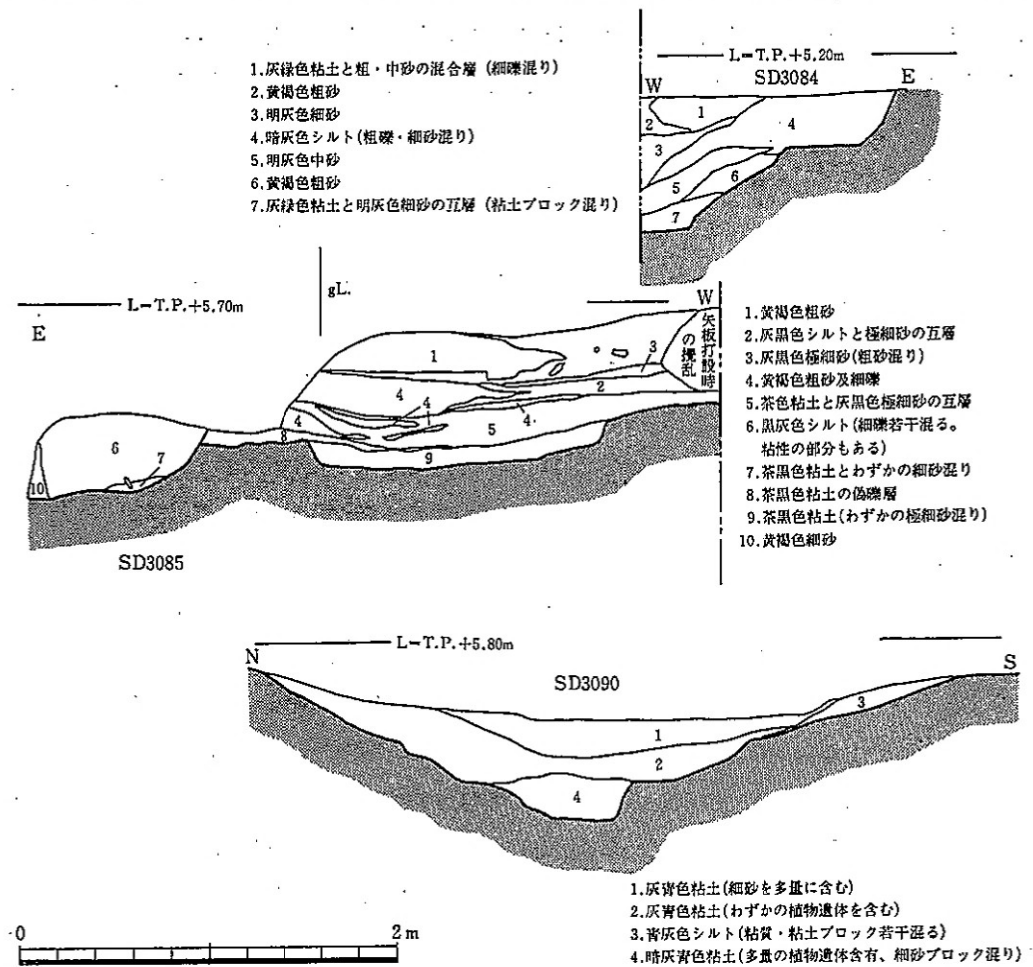 1.灰緑色粘土と粗・中砂の混合層 (細礫混り)
2.黄褐色粗砂
3.明灰色細砂
4.暗灰色シルト(粗礫・細砂混り)
5.明灰色中砂
6.黄褐色粗砂
7.灰緑色粘土と明灰色細砂の互層 (粘土ブロック混り)
L=T.P.+5.20m
SD3084
W
E
1
2
3
4
5
6
7
L=T.P.+5.70m
gL.
E
W
矢板打設時
の攪乱
1
2
3
4
4
4
4
5
6
7
8
9
10
SD3085
1.黄褐色粗砂
2.灰黒色シルトと極細砂の互層
3.灰黒色極細砂(粗砂混り)
4.黄褐色粗砂及細礫
5.茶色粘土と灰黒色極細砂の互層
6.黒灰色シルト(細礫若干混る。
粘性の部分もある)
7.茶黒色粘土とわずかの細砂混り
8.茶黒色粘土の偽礫層
9.茶黒色粘土(わずかの極細砂混り)
10.黄褐色細砂
L=T.P.+5.80m
N
S
SD3090
1
2
3
4
1.灰青色粘土(細砂を多量に含む)
2.灰青色粘土(わずかの植物遺体を含む)
3.青灰色シルト(粘質・粘土ブロック若干混る)
4.暗灰青色粘土(多量の植物遺体含有、細砂ブロック混り)
0
2m